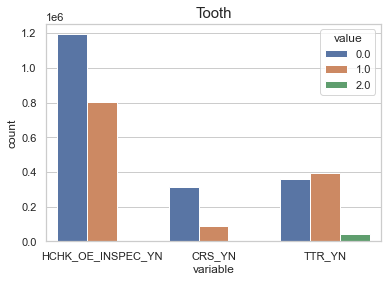 Tooth
1e6
value
0.0
1.0
2.0
1.2
1.0
0.8
0.6
0.4
0.2
0.0
count
HCHK_OE_INSPEC_YN CRS_YN TTR_YN
variable